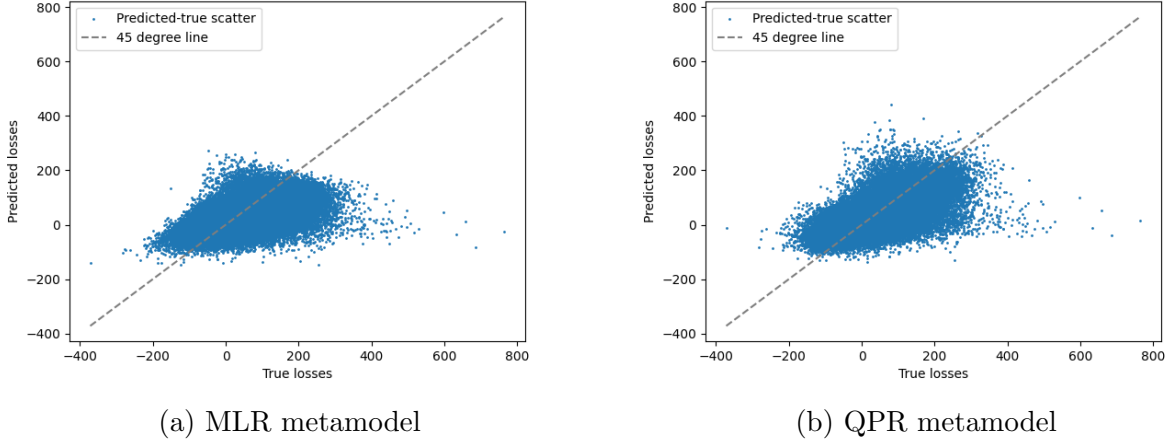 Predicted-true scatter
45 degree line
800
600
400
200
0
−200
−400
Predicted losses
−400
−200
0
200
400
600
800
True losses
(a) MLR metamodel
Predicted-true scatter
45 degree line
800
600
400
200
0
−200
−400
Predicted losses
−400
−200
0
200
400
600
800
True losses
(b) QPR metamodel